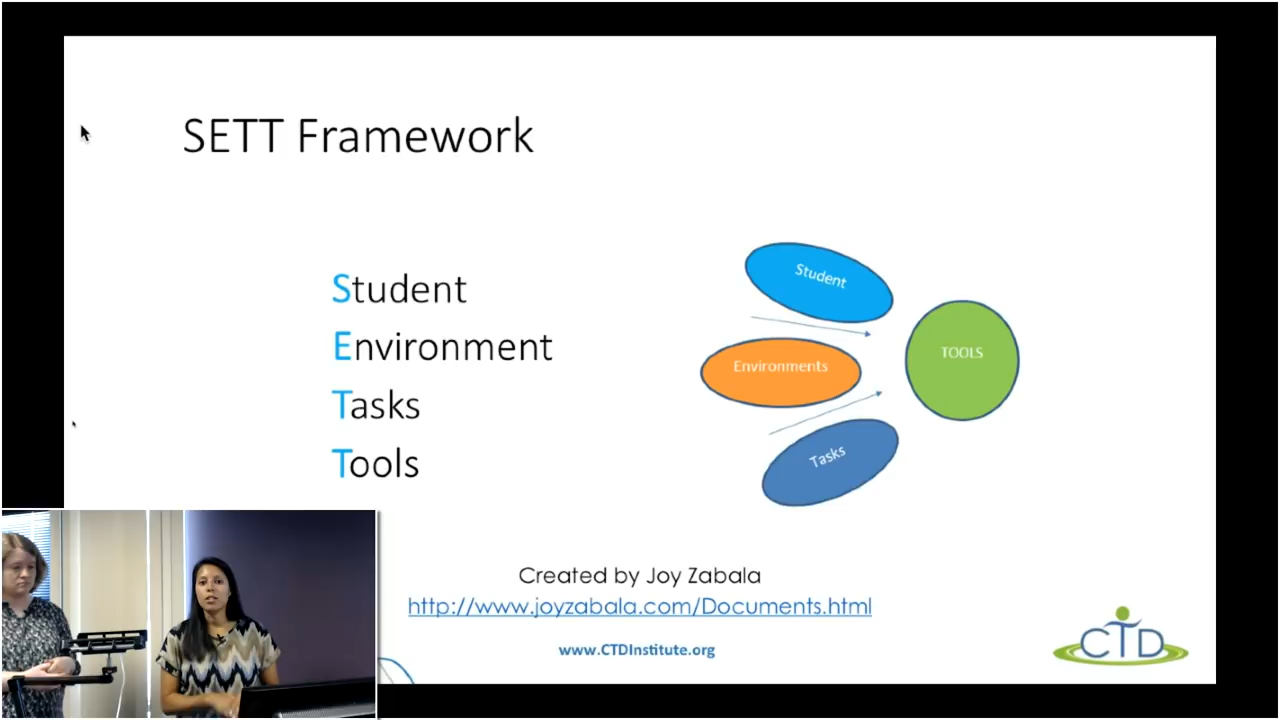 SETT Framework
Student
Environment
Tasks
Tools
Student
Environments
Tasks
TOOLS
Created by Joy Zabala
http://www.joyzabala.com/Documents.html
www.CTDInstitute.org
CTD